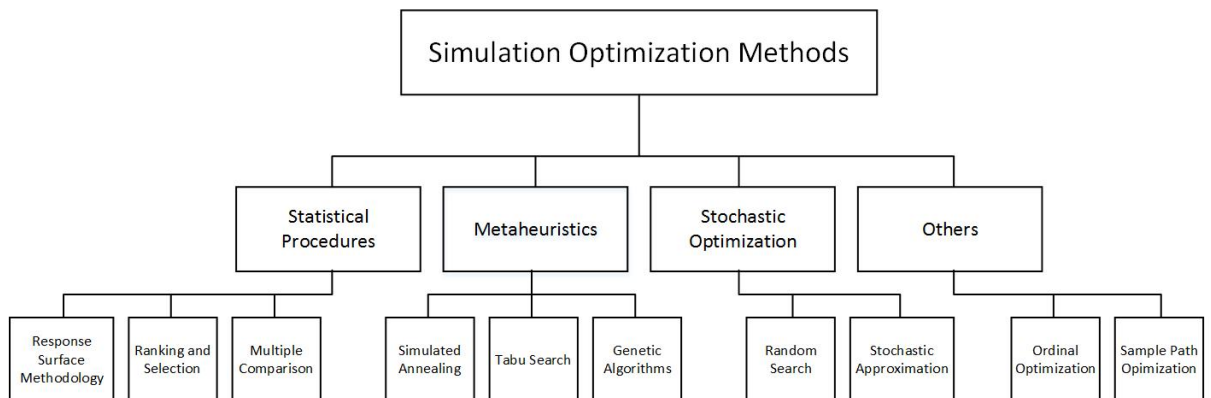 Simulation Optimization Methods
Statistical
Procedures
Metaheuristics
Stochastic
Optimization
Others
Response
Surface
Methodology
Ranking and
Selection
Multiple
Comparison
Simulated
Annealing
Tabu Search
Genetic
Algorithms
Random
Search
Stochastic
Approximation
Ordinal
Optimization
Sample Path
Opimization